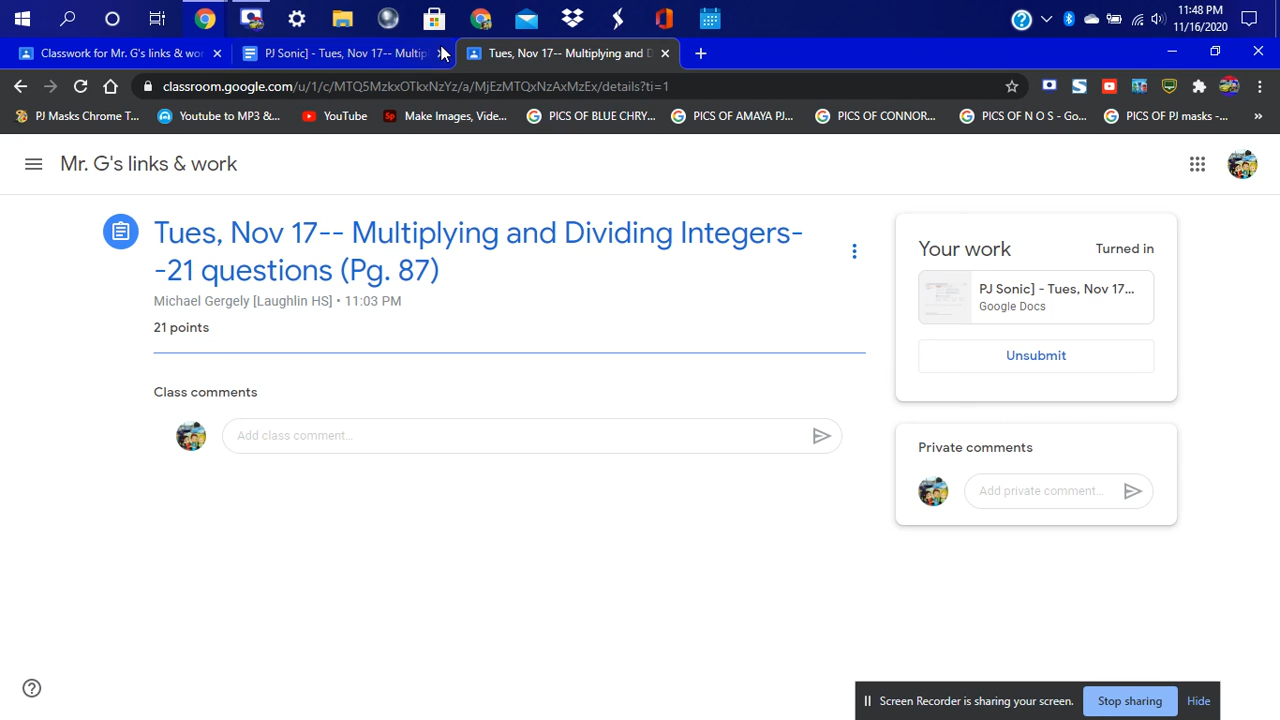 11:48 PM
11/16/2020
Classwork for Mr. G's links & wor
PJ Sonic] - Tues, Nov 17-- Multip
Tues, Nov 17-- Multiplying and D
classroom.google.com/u/1/c/MTQ5MzkxOTkxNzYz/a/MjEzMTQxNzAxMzEx/details?ti=1
PJ Masks Chrome T...
Youtube to MP3 &...
YouTube
Sp
Make Images, Vide...
PICS OF BLUE CHRY...
PICS OF AMAYA PJ...
PICS OF CONNOR...
PICS OF N O S - Go...
PICS OF PJ masks -...
Mr. G's links & work
Tues, Nov 17-- Multiplying and Dividing Integers-
-21 questions (Pg. 87)
Michael Gergely [Laughlin HS] • 11:03 PM
21 points
Class comments
Add class comment...
Your work
Turned in
PJ Sonic] - Tues, Nov 17...
Google Docs
Unsubmit
Private comments
Add private comment...
Screen Recorder is sharing your screen.
Stop sharing
Hide